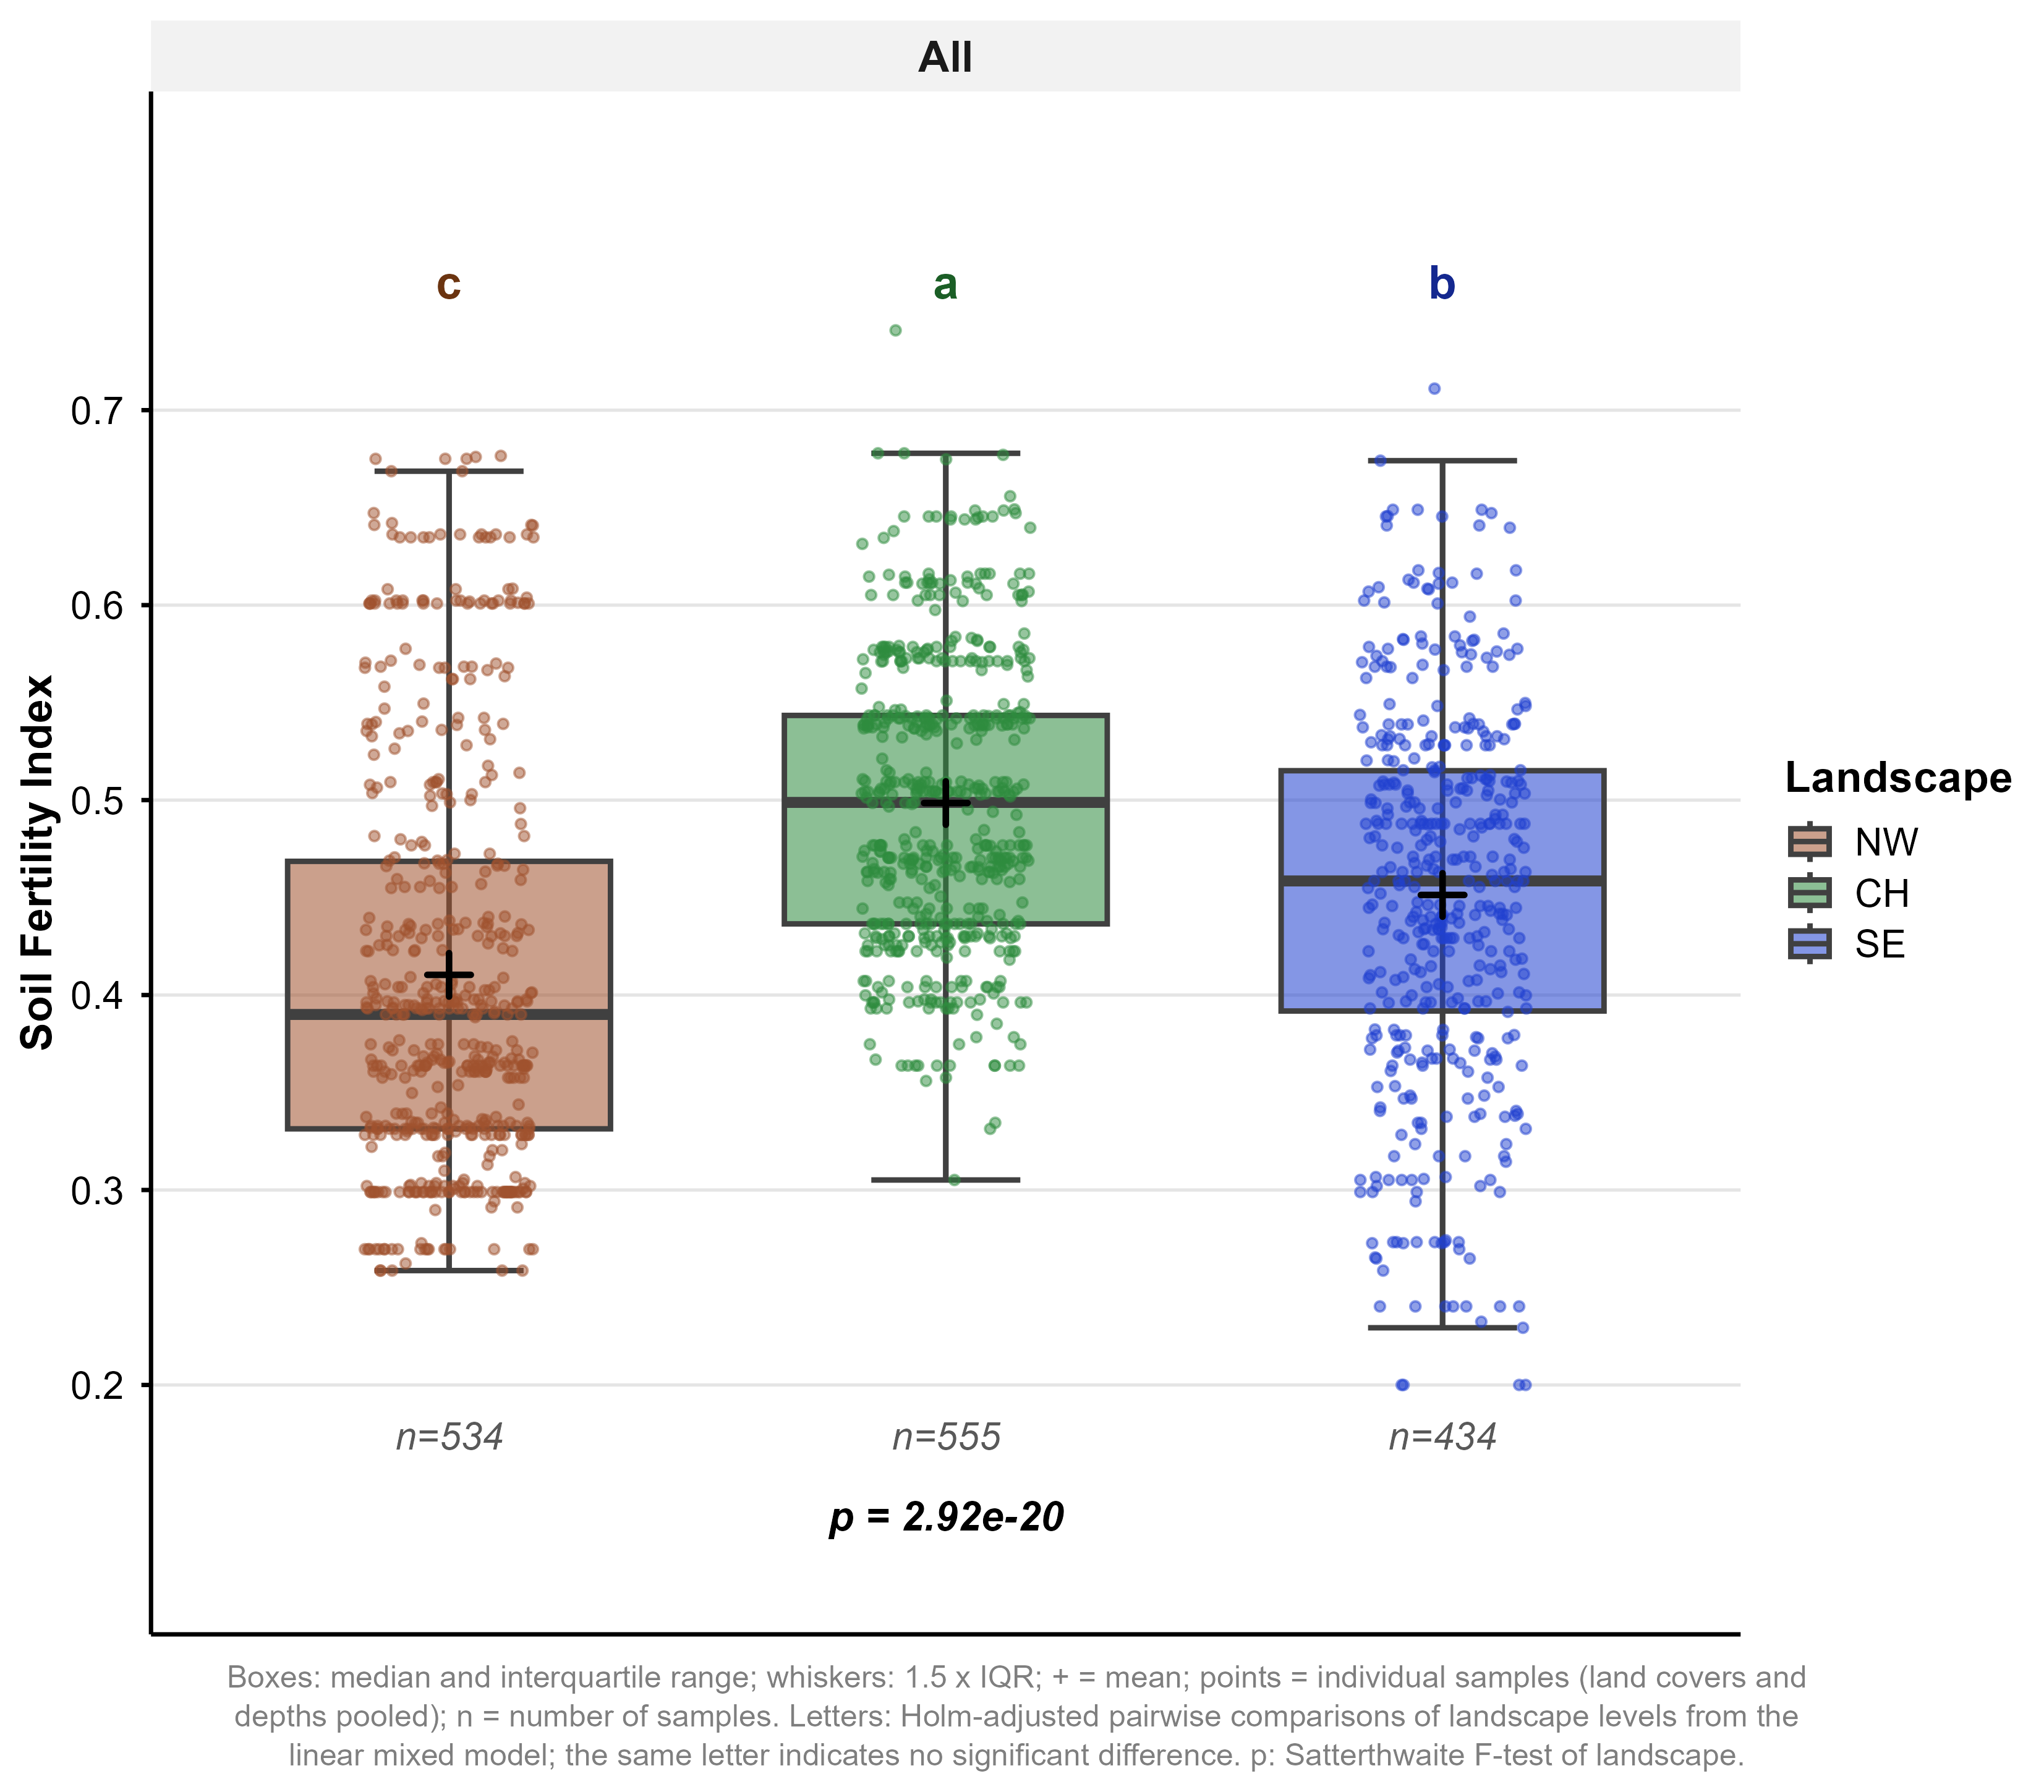 All
c
a
b
0.7
0.6
0.5
0.4
0.3
0.2
Soil Fertility Index
n=534
n=555
n=434
p = 2.92e-20
Landscape
NW
CH
SE
Boxes: median and interquartile range; whiskers: 1.5 x IQR; + = mean; points = individual samples (land covers and
depths pooled); n = number of samples. Letters: Holm-adjusted pairwise comparisons of landscape levels from the
linear mixed model; the same letter indicates no significant difference. p: Satterthwaite F-test of landscape.